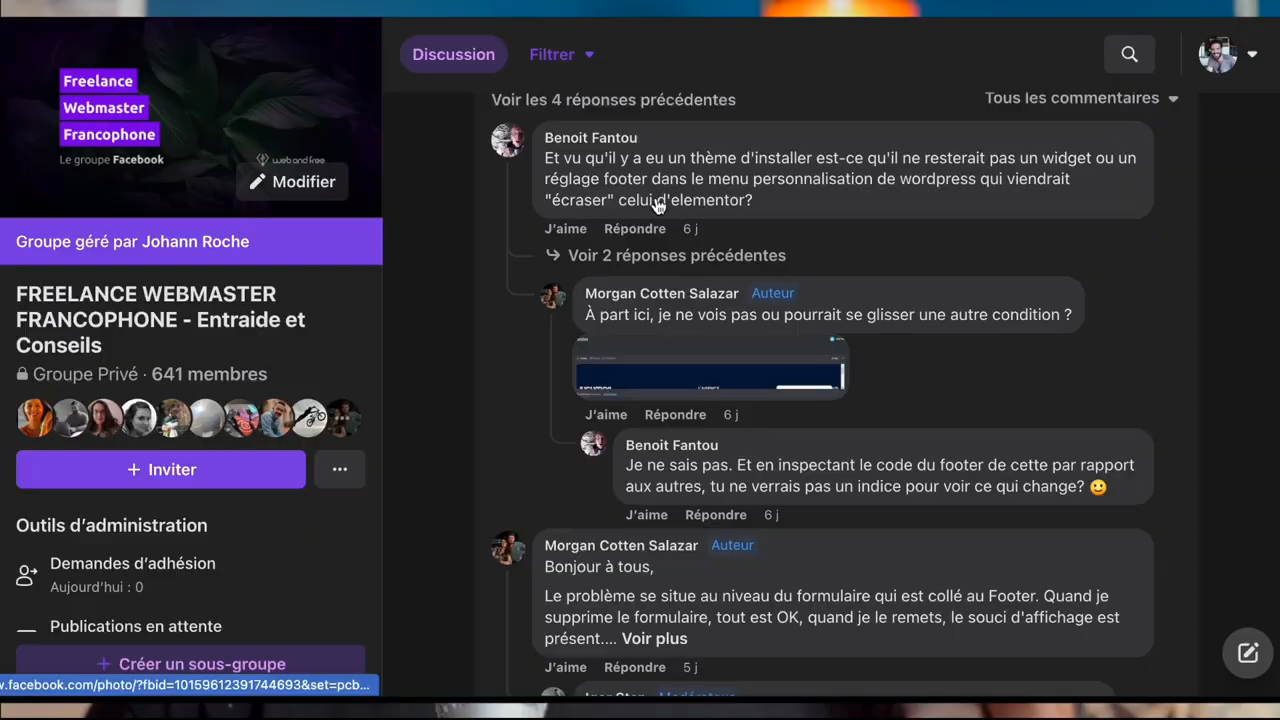 Freelance
Webmaster
Francophone
Le groupe Facebook
webandfree
Modifier
Groupe géré par Johann Roche
FREELANCE WEBMASTER
FRANCOPHONE - Entraide et
Conseils
Groupe Privé · 641 membres
+ Inviter
Outils d’administration
Demandes d’adhésion
Aujourd’hui : 0
Publications en attente
+ Créer un sous-groupe
w.facebook.com/photo/?fbid=10159612391744693&set=pcb...
Discussion
Filtrer
Voir les 4 réponses précédentes
Tous les commentaires
Benoit Fantou
Et vu qu'il y a eu un thème d'installer est-ce qu'il ne resterait pas un widget ou un
réglage footer dans le menu personnalisation de wordpress qui viendrait
"écraser" celui d'elementor?
J’aime Répondre 6 j
Voir 2 réponses précédentes
Morgan Cotten Salazar Auteur
À part ici, je ne vois pas ou pourrait se glisser une autre condition ?
J’aime Répondre 6 j
Benoit Fantou
Je ne sais pas. Et en inspectant le code du footer de cette par rapport
aux autres, tu ne verrais pas un indice pour voir ce qui change?
J’aime Répondre 6 j
Morgan Cotten Salazar Auteur
Bonjour à tous,
Le problème se situe au niveau du formulaire qui est collé au Footer. Quand je
supprime le formulaire, tout est OK, quand je le remets, le souci d'affichage est
présent.... Voir plus
J’aime Répondre 5 j